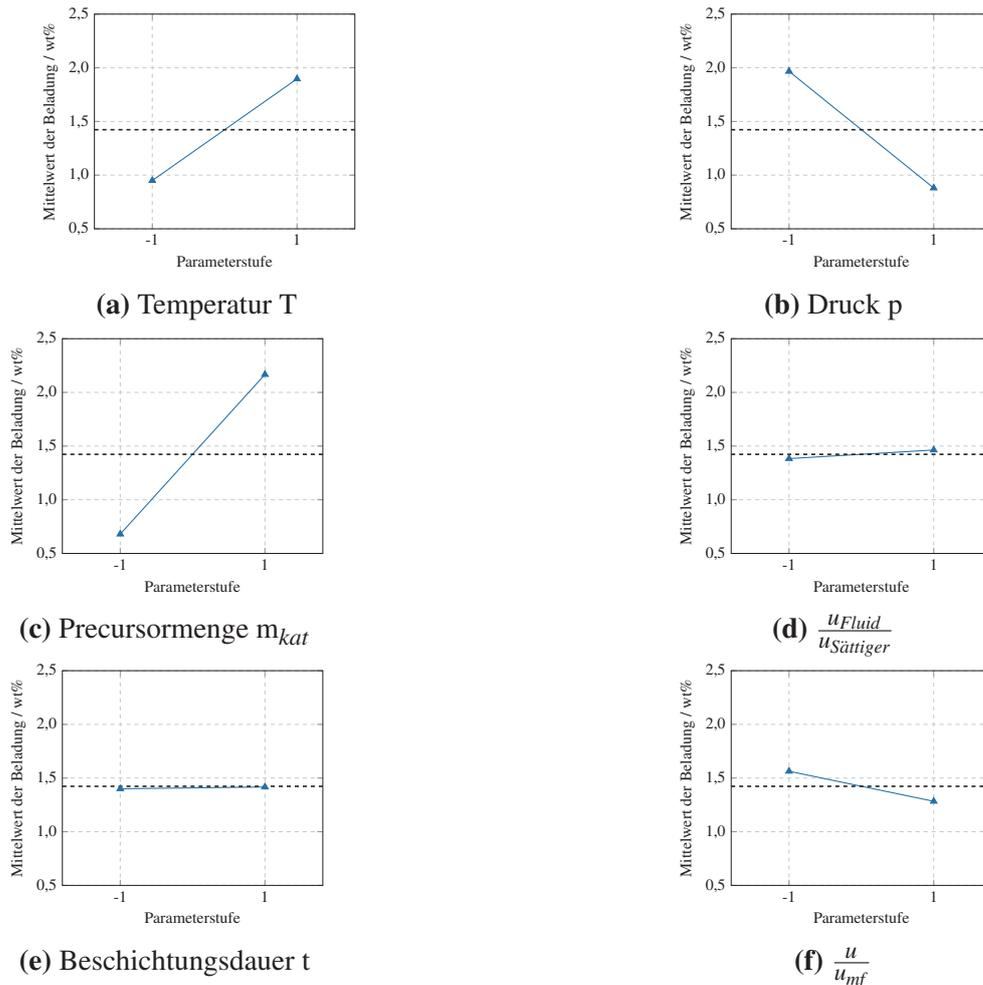 2,5
2,0
1,5
1,0
0,5
-1
1
Mittelwert der Beladung / wt%
Parameterstufe
(a) Temperatur T
2,5
2,0
1,5
1,0
0,5
-1
1
Mittelwert der Beladung / wt%
Parameterstufe
(b) Druck p
2,5
2,0
1,5
1,0
0,5
-1
1
Mittelwert der Beladung / wt%
Parameterstufe
(c) Precursormenge m_kat
2,5
2,0
1,5
1,0
0,5
-1
1
Mittelwert der Beladung / wt%
Parameterstufe
(d) u_Fluid / u_Sättiger
2,5
2,0
1,5
1,0
0,5
-1
1
Mittelwert der Beladung / wt%
Parameterstufe
(e) Beschichtungsdauer t
2,5
2,0
1,5
1,0
0,5
-1
1
Mittelwert der Beladung / wt%
Parameterstufe
(f) u / u_mf